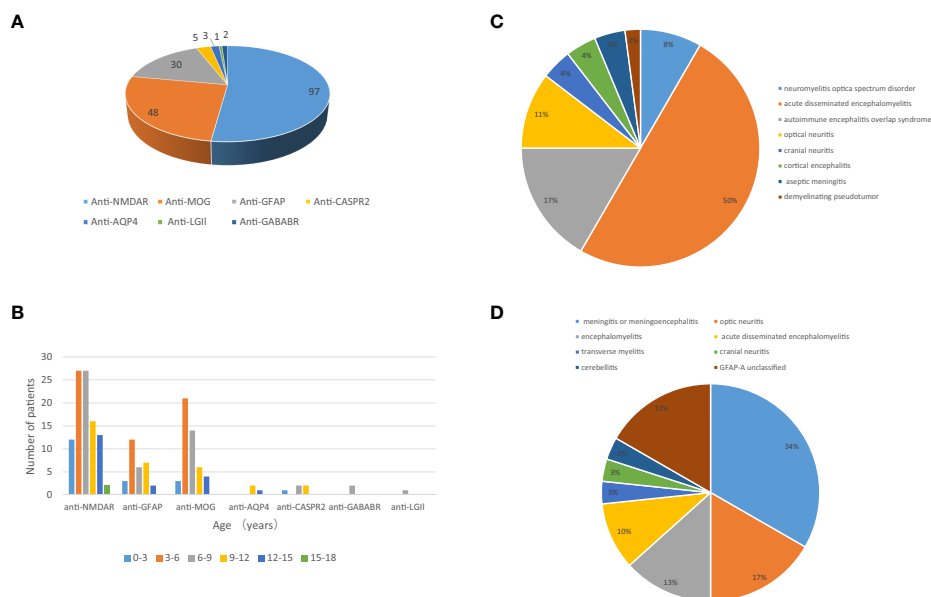 A
5 3 1 2
30
97
48
Anti-NMDAR Anti-MOG Anti-GFAP Anti-CASPR2
Anti-AQP4 Anti-LGII Anti-GABABR
B
30
25
20
15
10
5
0
Number of patients
anti-NMDAR anti-GFAP anti-MOG anti-AQP4 anti-CASPR2 anti-GABABR anti-LGII
Age （years）
0-3 3-6 6-9 9-12 12-15 15-18
C
8%
4%
4%
11%
17%
50%
neuromyelitis optica spectrum disorder
acute disseminated encephalomyelitis
autoimmune encephalitis overlap syndrome
optical neuritis
cranial neuritis
cortical encephalitis
aseptic meningitis
demyelinating pseudotumor
D
meningitis or meningoencephalitis optic neuritis
encephalomyelitis acute disseminated encephalomyelitis
transverse myelitis cranial neuritis
cerebellitis GFAP-A unclassified
17%
34%
3%
3%
10%
13%
17%